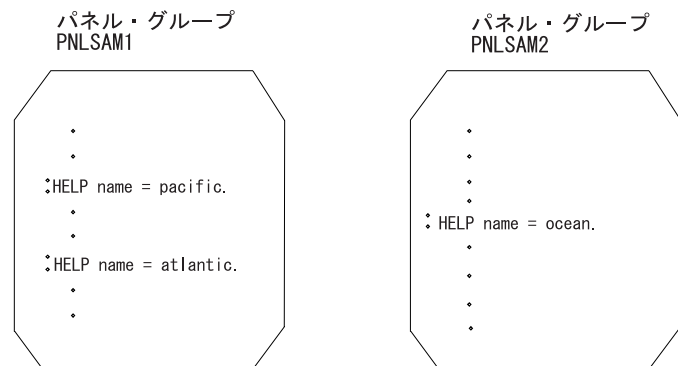 パネル・グループ
PNLSAM1
:HELP name = pacific.
:HELP name = atlantic.
パネル・グループ
PNLSAM2
:HELP name = ocean.